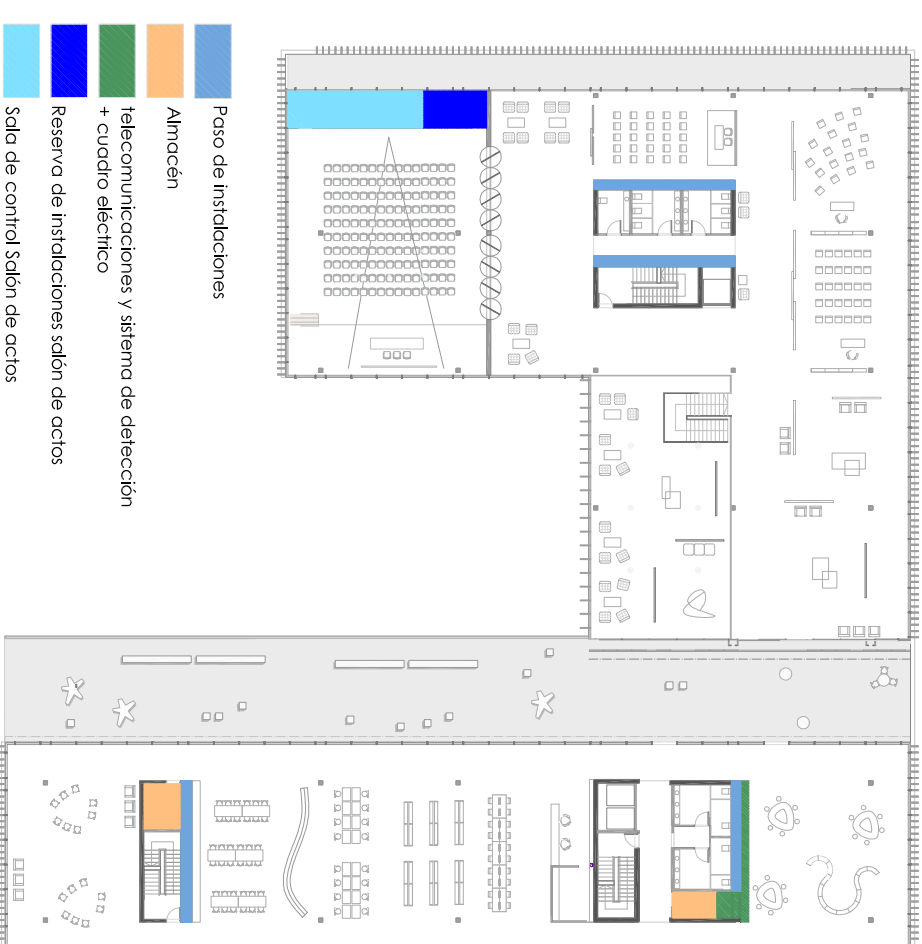 Paso de instalaciones
Almacén
telecomunicaciones y sistema de detección
+ cuadro eléctrico
Reserva de instalaciones salón de actos
Sala de control Salón de actos